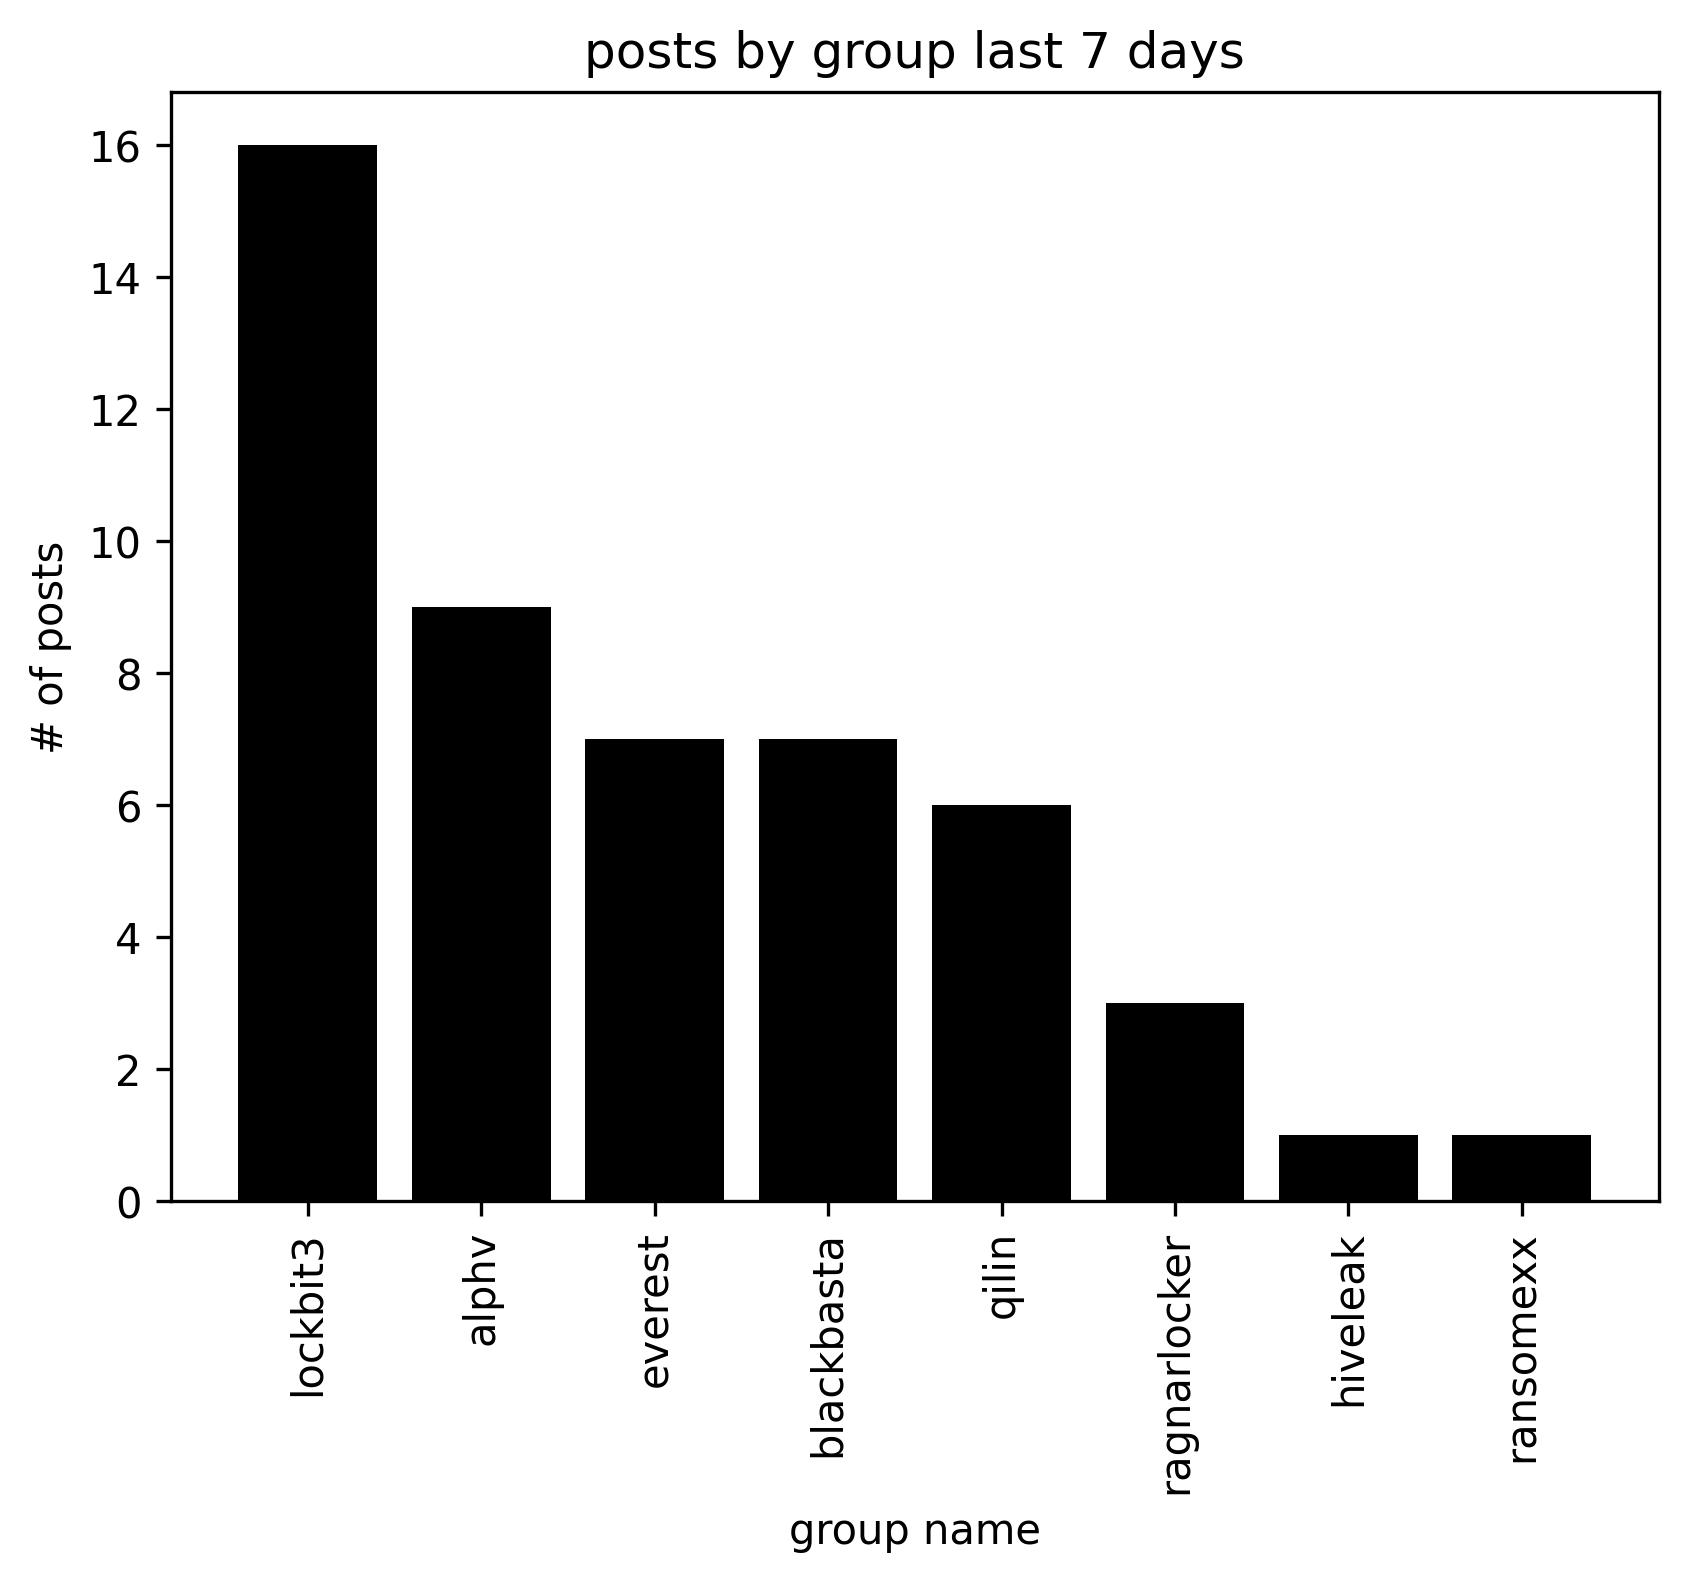 posts by group last 7 days
16
14
12
10
8
6
4
2
0
# of posts
lockbit3
alphv
everest
blackbasta
qilin
ragnarlocker
hiveleak
ransomexx
group name